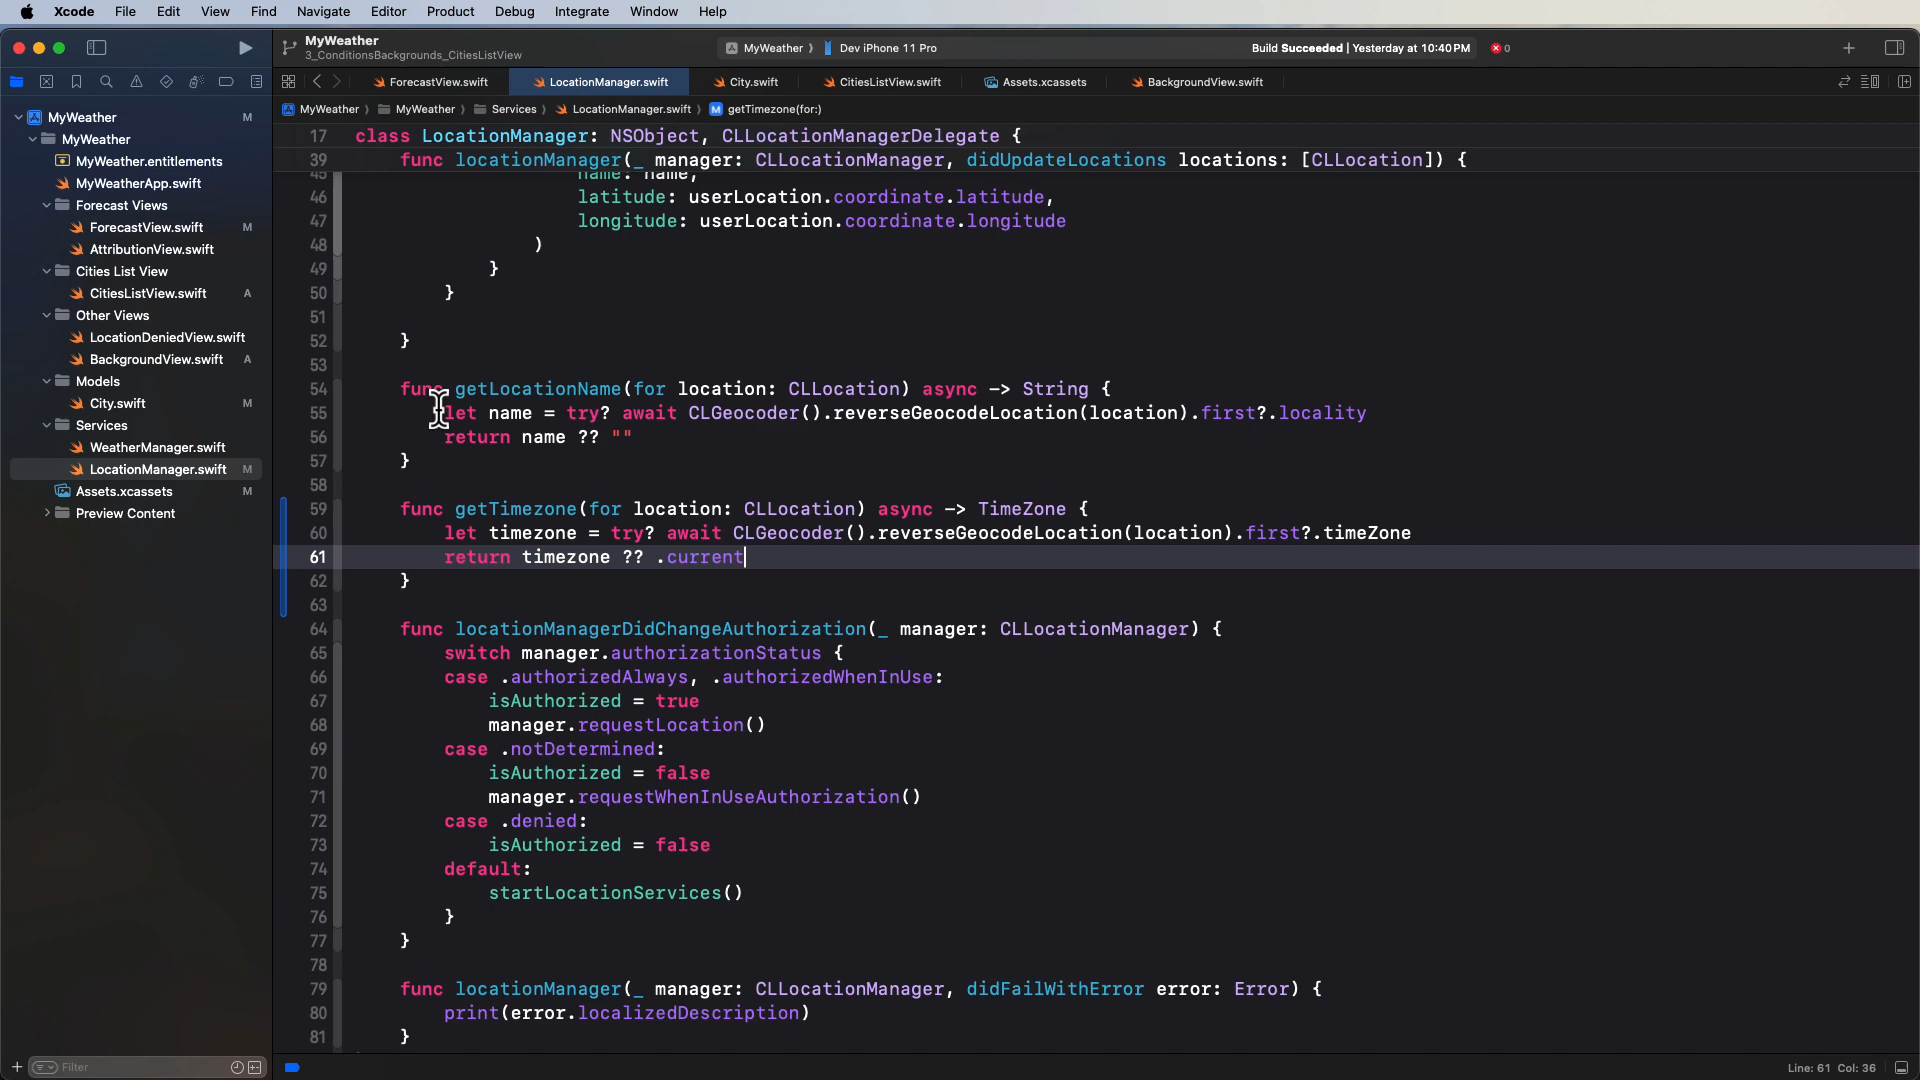 Xcode File Edit View Find Navigate Editor Product Debug Integrate Window Help
MyWeather
3_ConditionsBackgrounds_CitiesListView
MyWeather Dev iPhone 11 Pro
Build Succeeded | Yesterday at 10:40 PM 0
ForecastView.swift LocationManager.swift City.swift CitiesListView.swift Assets.xcassets BackgroundView.swift
MyWeather MyWeather Services LocationManager.swift M getTimezone(for:)
MyWeather M
MyWeather
MyWeather.entitlements
MyWeatherApp.swift
Forecast Views
ForecastView.swift M
AttributionView.swift
Cities List View
CitiesListView.swift A
Other Views
LocationDeniedView.swift
BackgroundView.swift A
Models
City.swift M
Services
WeatherManager.swift
LocationManager.swift M
Assets.xcassets M
Preview Content
Filter
17 class LocationManager: NSObject, CLLocationManagerDelegate {
39 func locationManager(_ manager: CLLocationManager, didUpdateLocations locations: [CLLocation]) {
45 name: name,
46 latitude: userLocation.coordinate.latitude,
47 longitude: userLocation.coordinate.longitude
48 )
49 }
50 }
51
52 }
53
54 func getLocationName(for location: CLLocation) async -> String {
55 let name = try? await CLGeocoder().reverseGeocodeLocation(location).first?.locality
56 return name ?? ""
57 }
58
59 func getTimezone(for location: CLLocation) async -> TimeZone {
60 let timezone = try? await CLGeocoder().reverseGeocodeLocation(location).first?.timeZone
61 return timezone ?? .current
62 }
63
64 func locationManagerDidChangeAuthorization(_ manager: CLLocationManager) {
65 switch manager.authorizationStatus {
66 case .authorizedAlways, .authorizedWhenInUse:
67 isAuthorized = true
68 manager.requestLocation()
69 case .notDetermined:
70 isAuthorized = false
71 manager.requestWhenInUseAuthorization()
72 case .denied:
73 isAuthorized = false
74 default:
75 startLocationServices()
76 }
77 }
78
79 func locationManager(_ manager: CLLocationManager, didFailWithError error: Error) {
80 print(error.localizedDescription)
81 }
Line: 61 Col: 36